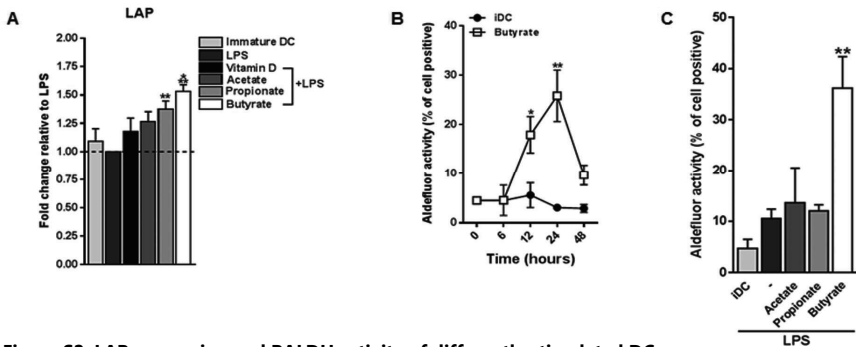 A
LAP
Fold change relative to LPS
2.00
1.75
1.50
1.25
1.00
0.75
0.50
0.25
0.00
**
*
**
Immature DC
LPS
Vitamin D
Acetate
Propionate
Butyrate
+LPS
B
iDC
Butyrate
Aldefluor activity (% of cell positive)
40
30
20
10
0
*
**
0 6 12 24 48
Time (hours)
C
Aldefluor activity (% of cell positive)
50
40
30
20
10
0
**
iDC - Acetate Propionate Butyrate
LPS